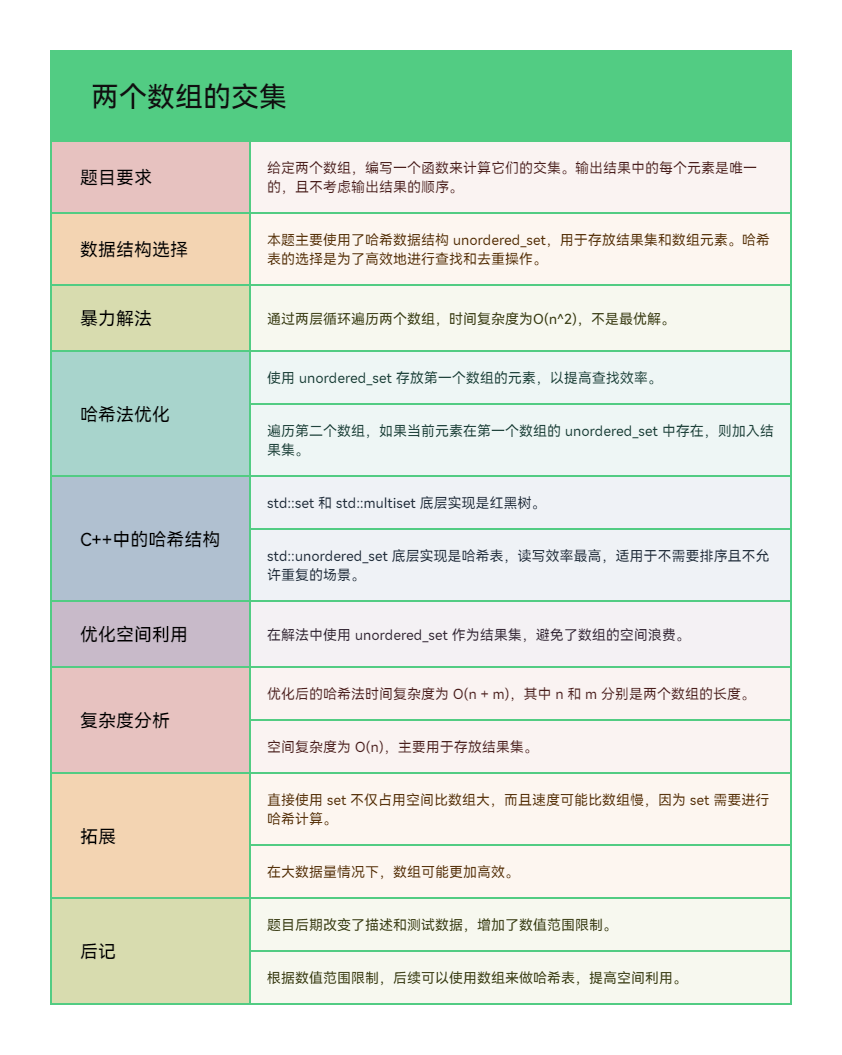 两个数组的交集
题目要求
给定两个数组，编写一个函数来计算它们的交集。输出结果中的每个元素是唯一
的，且不考虑输出结果的顺序。
数据结构选择
本题主要使用了哈希数据结构 unordered_set，用于存放结果集和数组元素。哈希
表的选择是为了高效地进行查找和去重操作。
暴力解法
通过两层循环遍历两个数组，时间复杂度为O(n^2)，不是最优解。
哈希法优化
使用 unordered_set 存放第一个数组的元素，以提高查找效率。
遍历第二个数组，如果当前元素在第一个数组的 unordered_set 中存在，则加入结
果集。
C++中的哈希结构
std::set 和 std::multiset 底层实现是红黑树。
std::unordered_set 底层实现是哈希表，读写效率最高，适用于不需要排序且不允
许重复的场景。
优化空间利用
在解法中使用 unordered_set 作为结果集，避免了数组的空间浪费。
复杂度分析
优化后的哈希法时间复杂度为 O(n + m)，其中 n 和 m 分别是两个数组的长度。
空间复杂度为 O(n)，主要用于存放结果集。
拓展
直接使用 set 不仅占用空间比数组大，而且速度可能比数组慢，因为 set 需要进行
哈希计算。
在大数据量情况下，数组可能更加高效。
后记
题目后期改变了描述和测试数据，增加了数值范围限制。
根据数值范围限制，后续可以使用数组来做哈希表，提高空间利用。